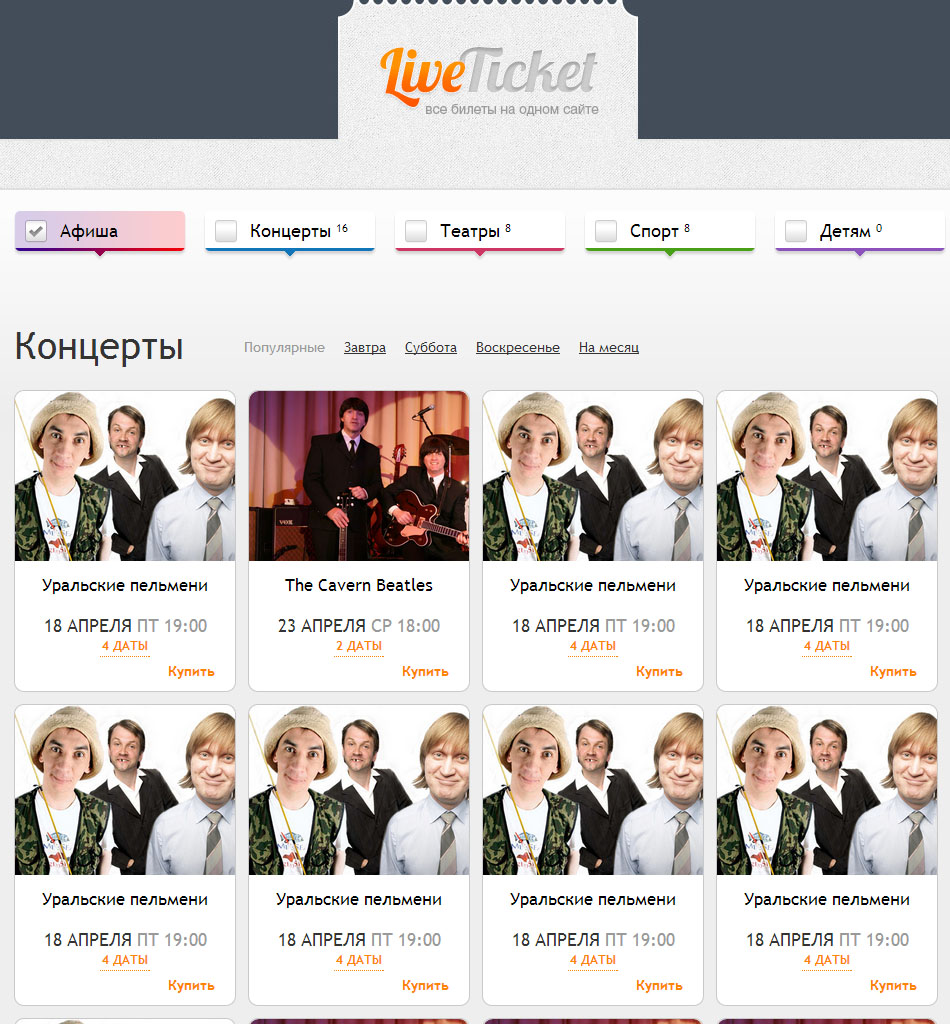 LiveTicket
все билеты на одном сайте
Афиша
Концерты 16
Театры 8
Спорт 8
Детям 0
Концерты
Популярные Завтра Суббота Воскресенье На месяц
VOX
Уральские пельмени
18 АПРЕЛЯ ПТ 19:00
4 ДАТЫ
Купить
The Cavern Beatles
23 АПРЕЛЯ СР 18:00
2 ДАТЫ
Купить
Уральские пельмени
18 АПРЕЛЯ ПТ 19:00
4 ДАТЫ
Купить
Уральские пельмени
18 АПРЕЛЯ ПТ 19:00
4 ДАТЫ
Купить
Уральские пельмени
18 АПРЕЛЯ ПТ 19:00
4 ДАТЫ
Купить
Уральские пельмени
18 АПРЕЛЯ ПТ 19:00
4 ДАТЫ
Купить
Уральские пельмени
18 АПРЕЛЯ ПТ 19:00
4 ДАТЫ
Купить
Уральские пельмени
18 АПРЕЛЯ ПТ 19:00
4 ДАТЫ
Купить